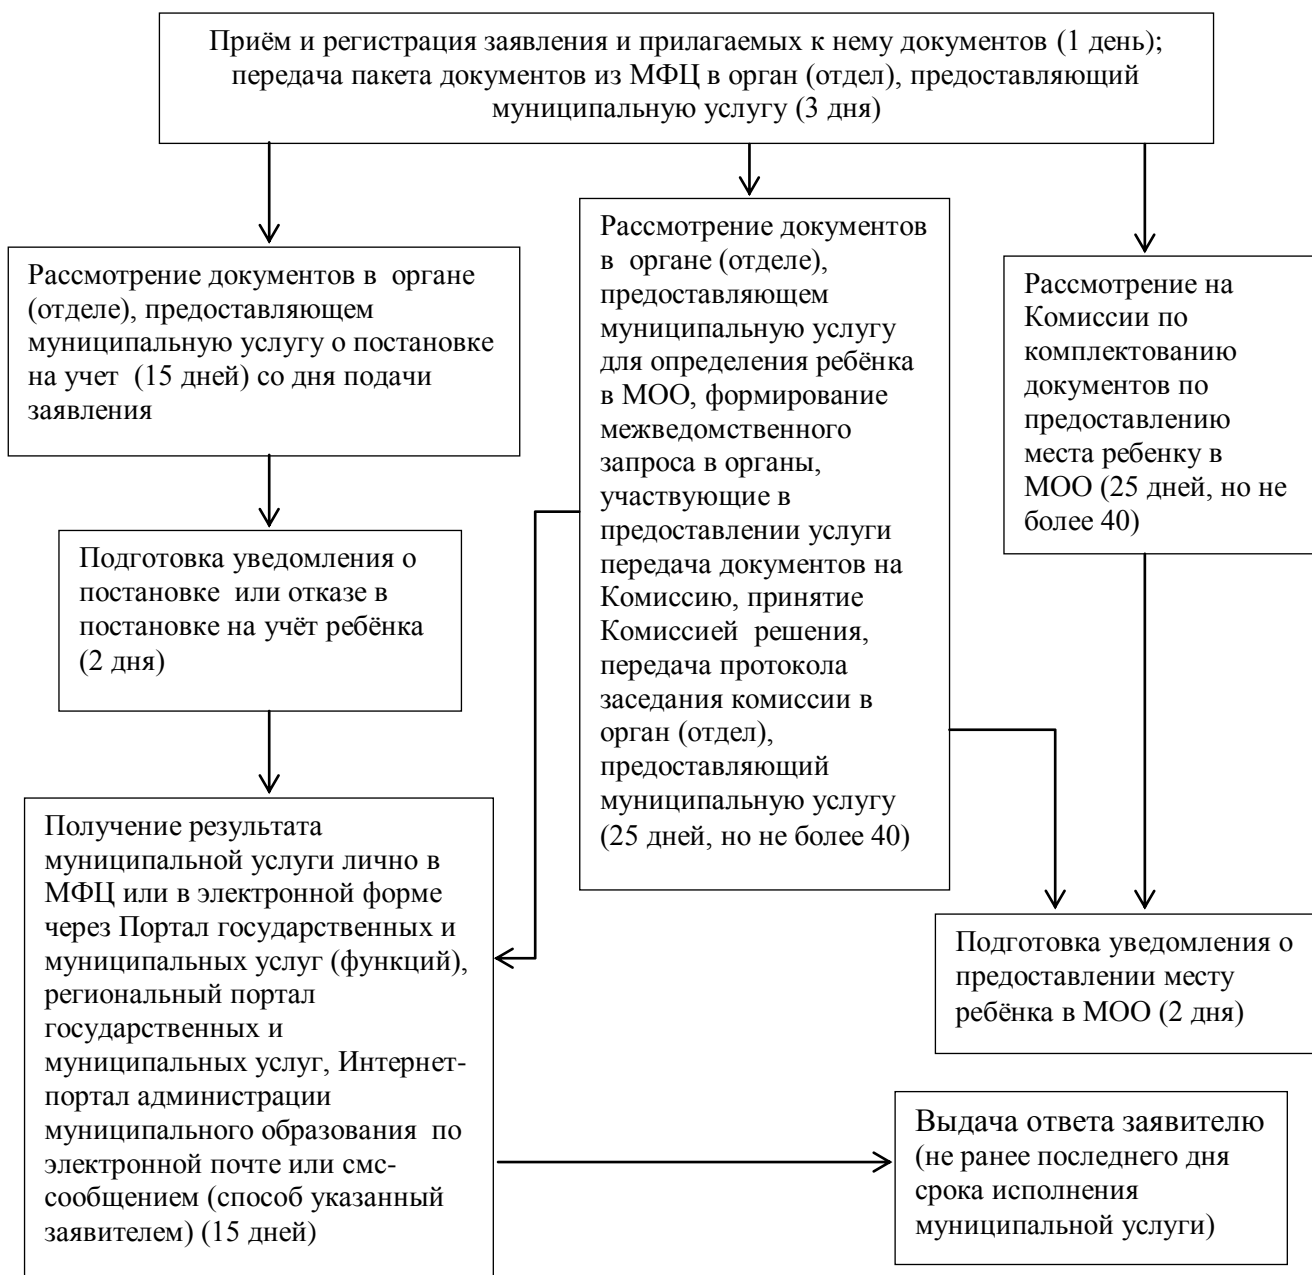 Приём и регистрация заявления и прилагаемых к нему документов (1 день);
передача пакета документов из МФЦ в орган (отдел), предоставляющий
муниципальную услугу (3 дня)
Рассмотрение документов в  органе
(отделе), предоставляющем
муниципальную услугу о постановке
на учет  (15 дней) со дня подачи
заявления
Рассмотрение документов
в  органе (отделе),
предоставляющем
муниципальную услугу
для определения ребёнка
в МОО, формирование
межведомственного
запроса в органы,
участвующие в
предоставлении услуги
передача документов на
Комиссию, принятие
Комиссией  решения,
передача протокола
заседания комиссии в
орган (отдел),
предоставляющий
муниципальную услугу
(25 дней, но не более 40)
Рассмотрение на
Комиссии по
комплектованию
документов по
предоставлению
места ребенку в
МОО (25 дней, но не
более 40)
Подготовка уведомления о
постановке  или отказе в
постановке на учёт ребёнка
(2 дня)
Получение результата
муниципальной услуги лично в
МФЦ или в электронной форме
через Портал государственных и
муниципальных услуг (функций),
региональный портал
государственных и
муниципальных услуг, Интернет-
портал администрации
муниципального образования  по
электронной почте или смс-
сообщением (способ указанный
заявителем) (15 дней)
Подготовка уведомления о
предоставлении месту
ребёнка в МОО (2 дня)
Выдача ответа заявителю
(не ранее последнего дня
срока исполнения
муниципальной услуги)